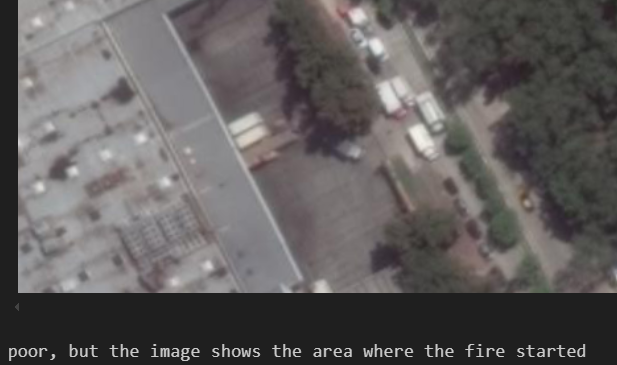 poor, but the image shows the area where the fire started